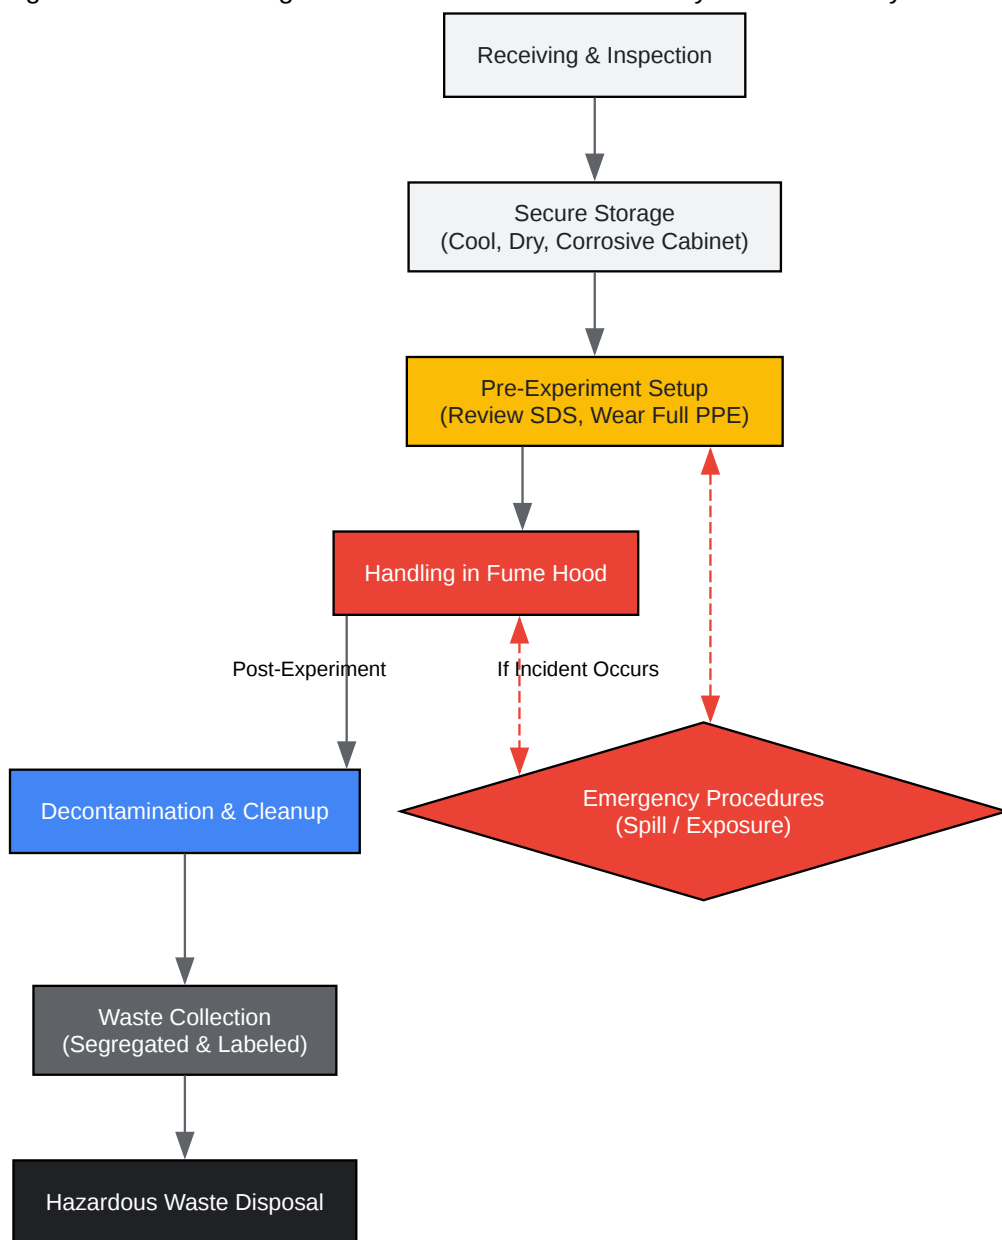 Receiving & Inspection
Secure Storage
(Cool, Dry, Corrosive Cabinet)
Pre-Experiment Setup
(Review SDS, Wear Full PPE)
Handling in Fume Hood
Post-Experiment
If Incident Occurs
Decontamination & Cleanup
Emergency Procedures
(Spill / Exposure)
Waste Collection
(Segregated & Labeled)
Hazardous Waste Disposal